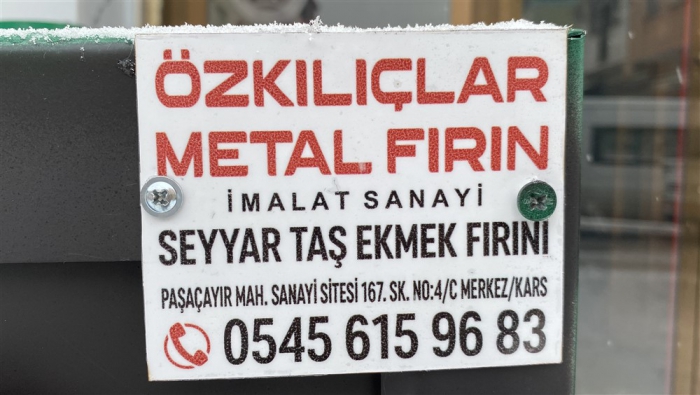 ÖZKILIÇLAR
METAL FIRIN
İMALAT SANAYİ
SEYYAR TAŞ EKMEK FIRINI
PAŞAÇAYIR MAH. SANAYİ SİTESİ 167. SK. NO:4/C MERKEZ/KARS
0545 615 96 83